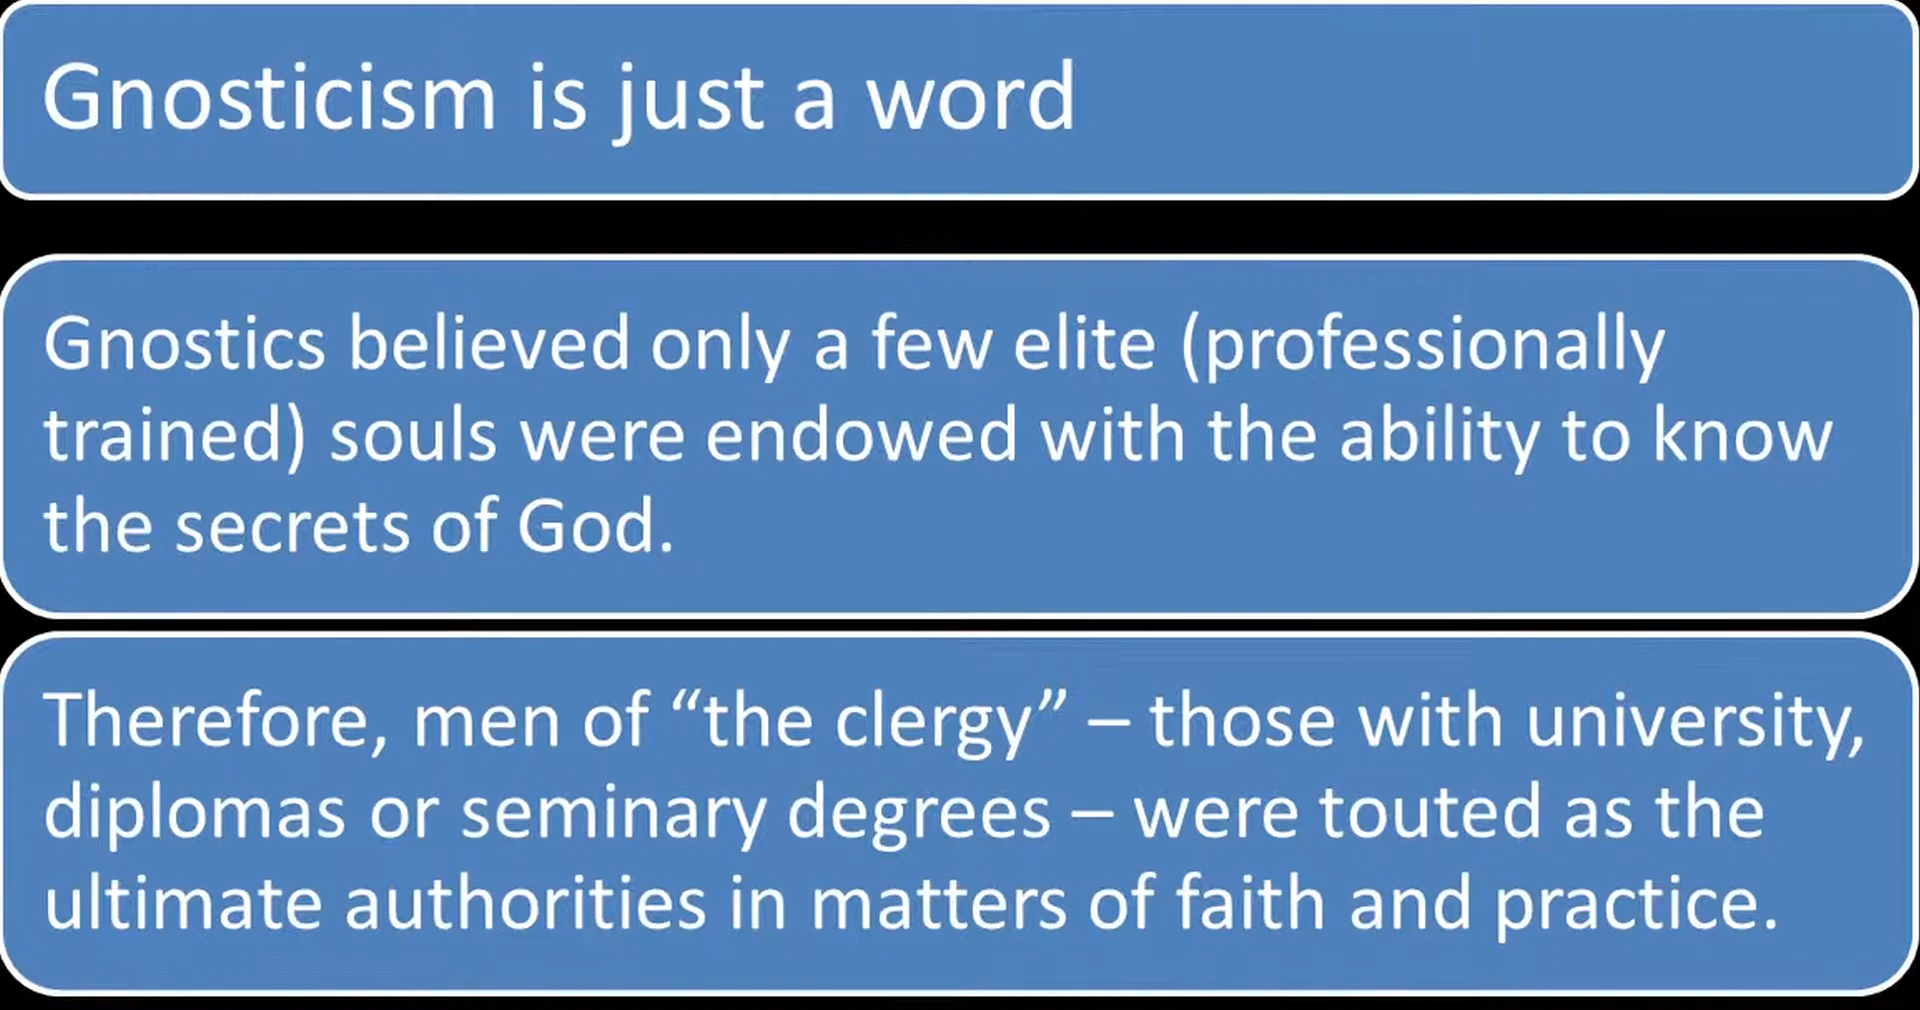 Gnosticism is just a word
Gnostics believed only a few elite (professionally
trained) souls were endowed with the ability to know
the secrets of God.
Therefore, men of “the clergy” – those with university,
diplomas or seminary degrees – were touted as the
ultimate authorities in matters of faith and practice.